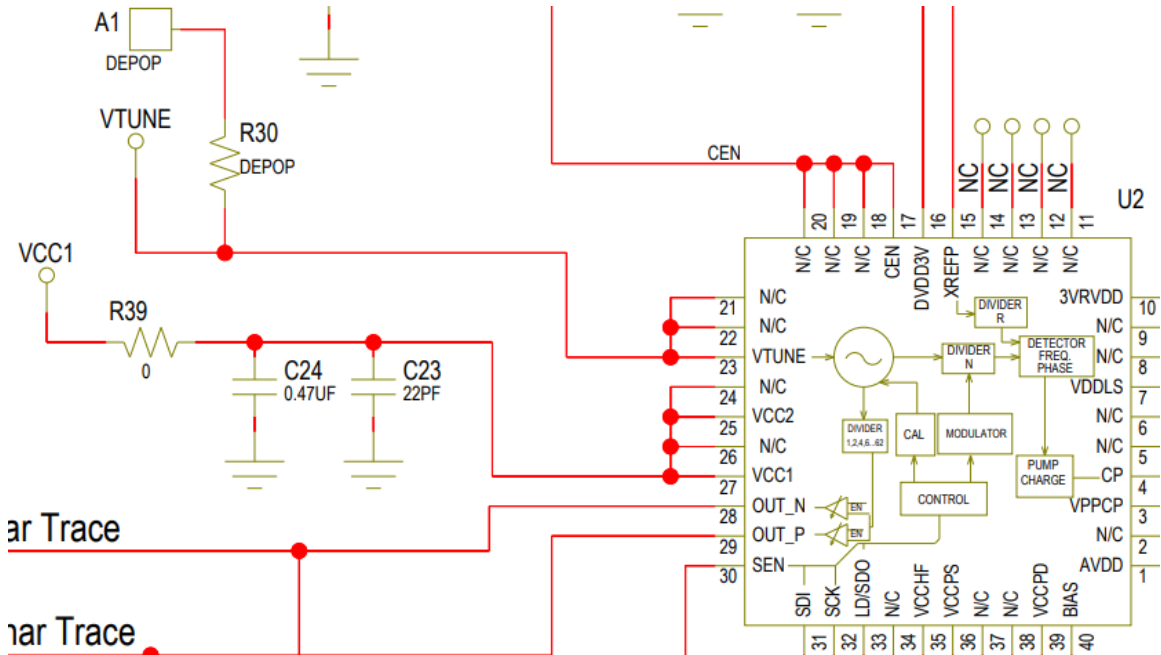 A1
DEPOP
VTUNE
R30
DEPOP
VCC1
R39
0
C24
0.47UF
C23
22PF
ar Trace
nar Trace
CEN
NC
NC
NC
NC
U2
20
19
18
17
16
15
14
13
12
11
N/C
N/C
N/C
CEN
DVDD3V
XREFP
N/C
N/C
N/C
N/C
21
N/C
22
N/C
23
VTUNE
24
N/C
25
VCC2
26
N/C
27
VCC1
28
OUT_N
29
OUT_P
30
SEN
DIVIDER
R
DIVIDER
N
DETECTOR
FREQ.
PHASE
DIVIDER
1,2,4,6...62
CAL
MODULATOR
PUMP
CHARGE
CONTROL
EN
EN
3VRVDD
10
N/C
9
N/C
8
VDDLS
7
N/C
6
N/C
5
CP
4
VPPCP
3
N/C
2
AVDD
1
SDI
SCK
LD/SDO
N/C
VCCHF
VCCPS
N/C
N/C
VCCPD
BIAS
31
32
33
34
35
36
37
38
39
40